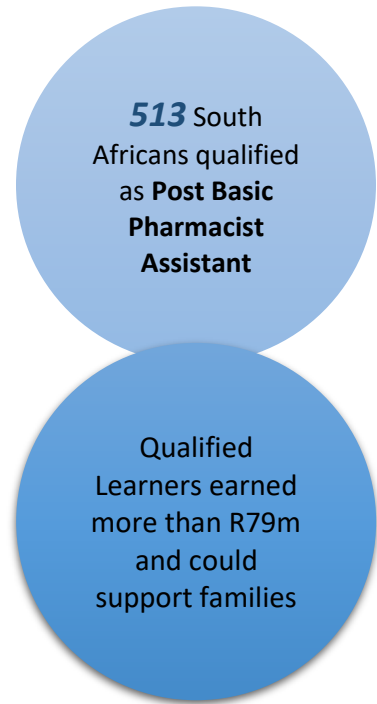 513 South
Africans qualified
as Post Basic
Pharmacist
Assistant
Qualified
Learners earned
more than R79m
and could
support families